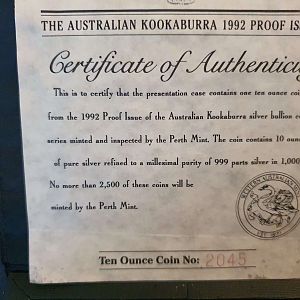 THE AUSTRALIAN KOOKABURRA 1992 PROOF IS
Certificate of Authentici
This is to certify that the presentation case contains one ten ounce coin
from the 1992 Proof Issue of the Australian Kookaburra silver bullion c
series minted and inspected by the Perth Mint. The coin contains 10 ounc
of pure silver refined to a millesimal purity of 999 parts silver in 1,000
No more than 2,500 of these coins will be
minted by the Perth Mint.
Ten Ounce Coin No: 2045